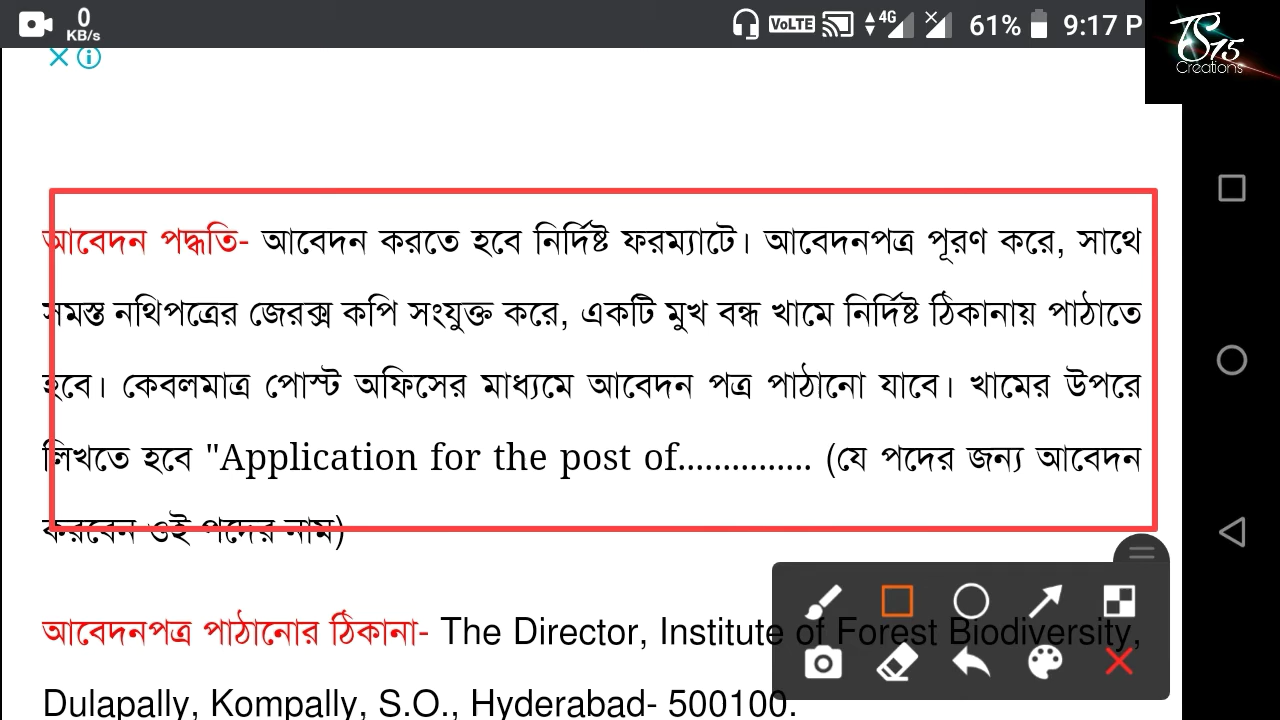 0
KB/s
VoLTE
4G
61%
9:17 P
TS15
Creations
আবেদন পদ্ধতি- আবেদন করতে হবে নির্দিষ্ট ফরম্যাটে। আবেদনপত্র পূরণ করে, সাথে
সমস্ত নথিপত্রের জেরক্স কপি সংযুক্ত করে, একটি মুখ বন্ধ খামে নির্দিষ্ট ঠিকানায় পাঠাতে
হবে। কেবলমাত্র পোস্ট অফিসের মাধ্যমে আবেদন পত্র পাঠানো যাবে। খামের উপরে
লিখতে হবে "Application for the post of............... (যে পদের জন্য আবেদন
করবেন ওই পদের নাম)
আবেদনপত্র পাঠানোর ঠিকানা- The Director, Institute of Forest Biodiversity,
Dulapally, Kompally, S.O., Hyderabad- 500100.